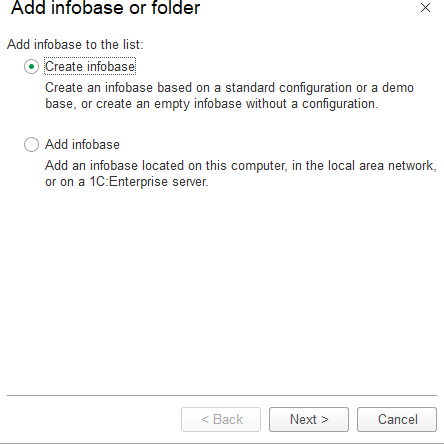 Add infobase or folder
Add infobase to the list:
Create infobase
Create an infobase based on a standard configuration or a demo
base, or create an empty infobase without a configuration.
Add infobase
Add an infobase located on this computer, in the local area network,
or on a 1C:Enterprise server.
< Back
Next >
Cancel